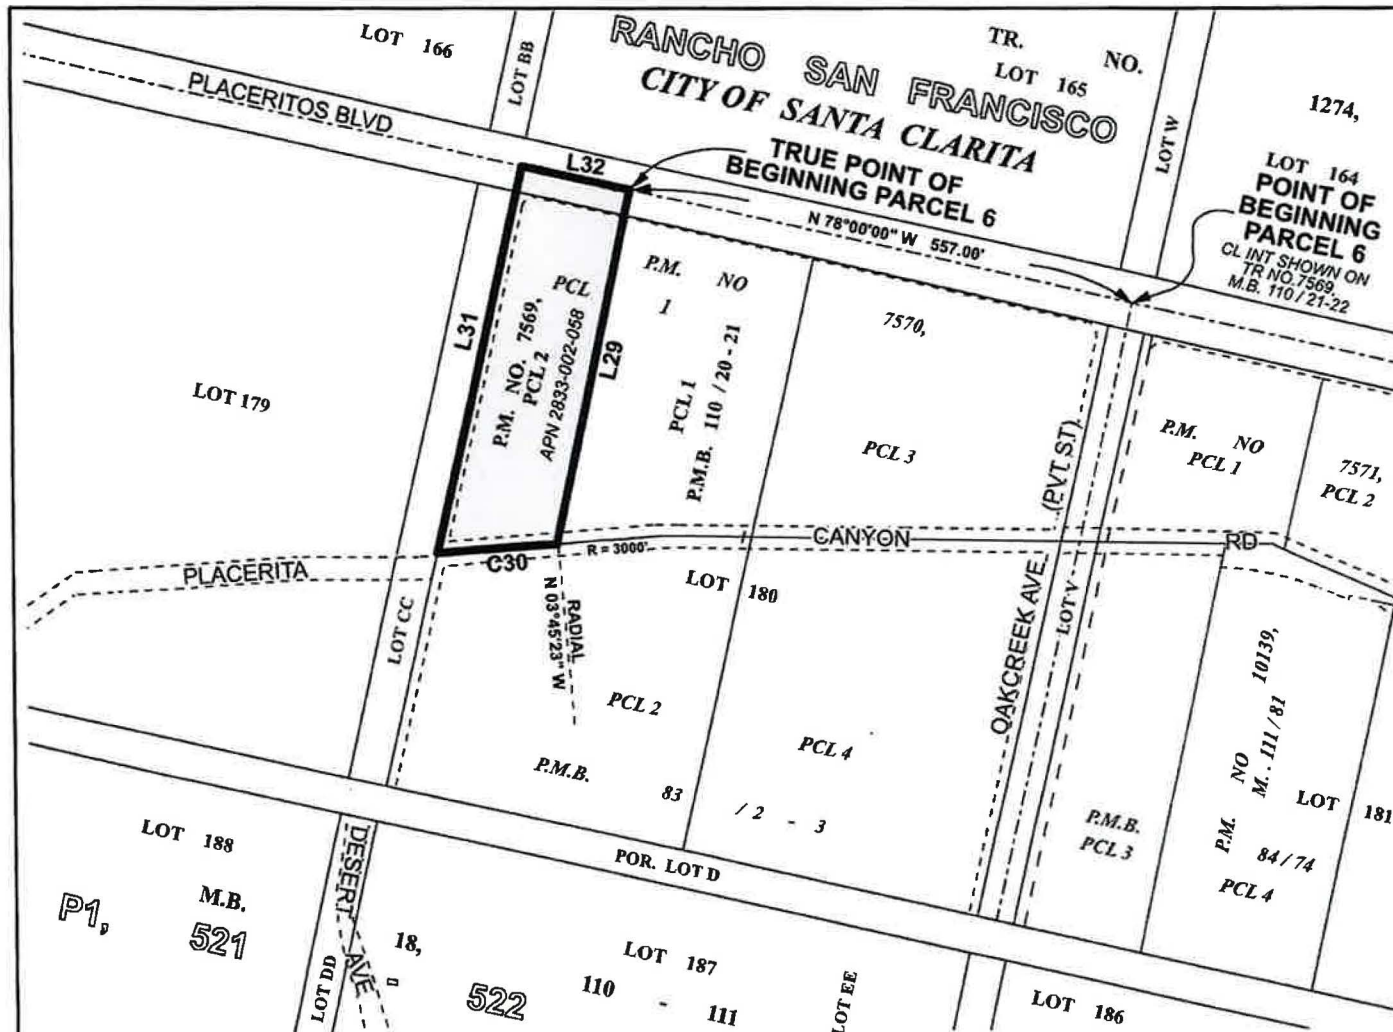 LOT 166
LOT BB
RANCHO SAN FRANCISCO
CITY OF SANTA CLARITA
TR. NO.
LOT 165
1274,
LOT W
LOT 164
PLACERITOS BLVD
L32
TRUE POINT OF
BEGINNING PARCEL 6
POINT OF
BEGINNING
PARCEL 6
CL INT SHOWN ON
TR NO.7569,
M.B. 110 / 21-22
N 78°00'00" W 557.00'
L31
P.M. NO. 7569,
PCL 2
PCL
APN 2833-002-058
L29
P.M. NO
1
PCL 1
P.M.B. 110 / 20 - 21
7570,
PCL 3
LOT 179
(PVT ST)
P.M. NO
PCL 1
7571,
PCL 2
PLACERITA
C30
R = 3000'
CANYON
RD
LOT 180
RADIAL
N 03°45'23" W
LOT CC
OAKCREEK AVE.
LOT V
PCL 2
PCL 4
P.M.B. 83 / 2 - 3
P.M.B.
PCL 3
P.M. NO 10139,
M. . 111 / 81
LOT 181
84 / 74
PCL 4
POR. LOT D
LOT 188
M.B.
P1,
521
DESERT AVE
LOT DD
18,
522
LOT 187
110 - 111
LOT EE
LOT 186